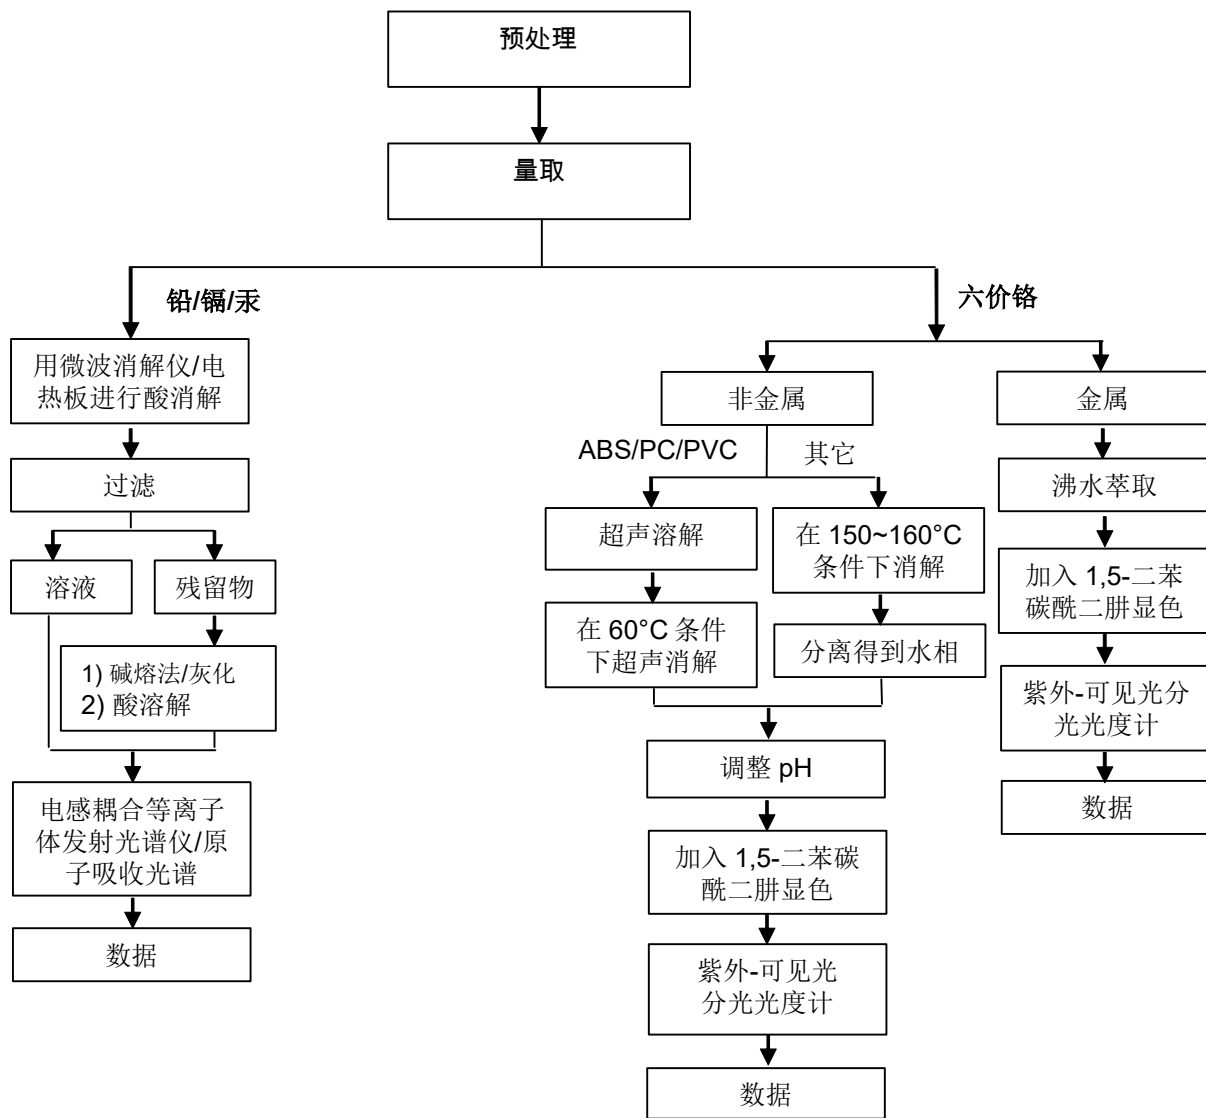 预处理
量取
铅/镉/汞
用微波消解仪/电
热板进行酸消解
过滤
溶液
残留物
1) 碱熔法/灰化
2) 酸溶解
电感耦合等离子
体发射光谱仪/原
子吸收光谱
数据
六价铬
非金属
ABS/PC/PVC
其它
超声溶解
在 60°C 条件
下超声消解
在 150~160°C
条件下消解
分离得到水相
调整 pH
加入 1,5-二苯碳
酰二肼显色
紫外-可见光
分光光度计
数据
金属
沸水萃取
加入 1,5-二苯
碳酰二肼显色
紫外-可见光分
光光度计
数据